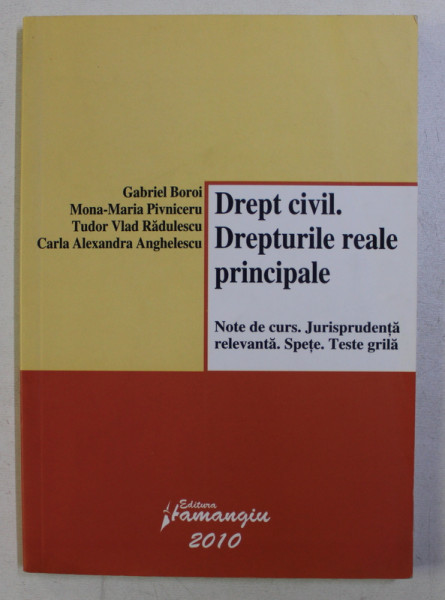 Gabriel Boroi
Mona-Maria Pivniceru
Tudor Vlad Rădulescu
Carla Alexandra Anghelescu
Drept civil.
Drepturile reale
principale
Note de curs. Jurisprudență
relevantă. Spețe. Teste grilă
Editura
Hamangiu
2010